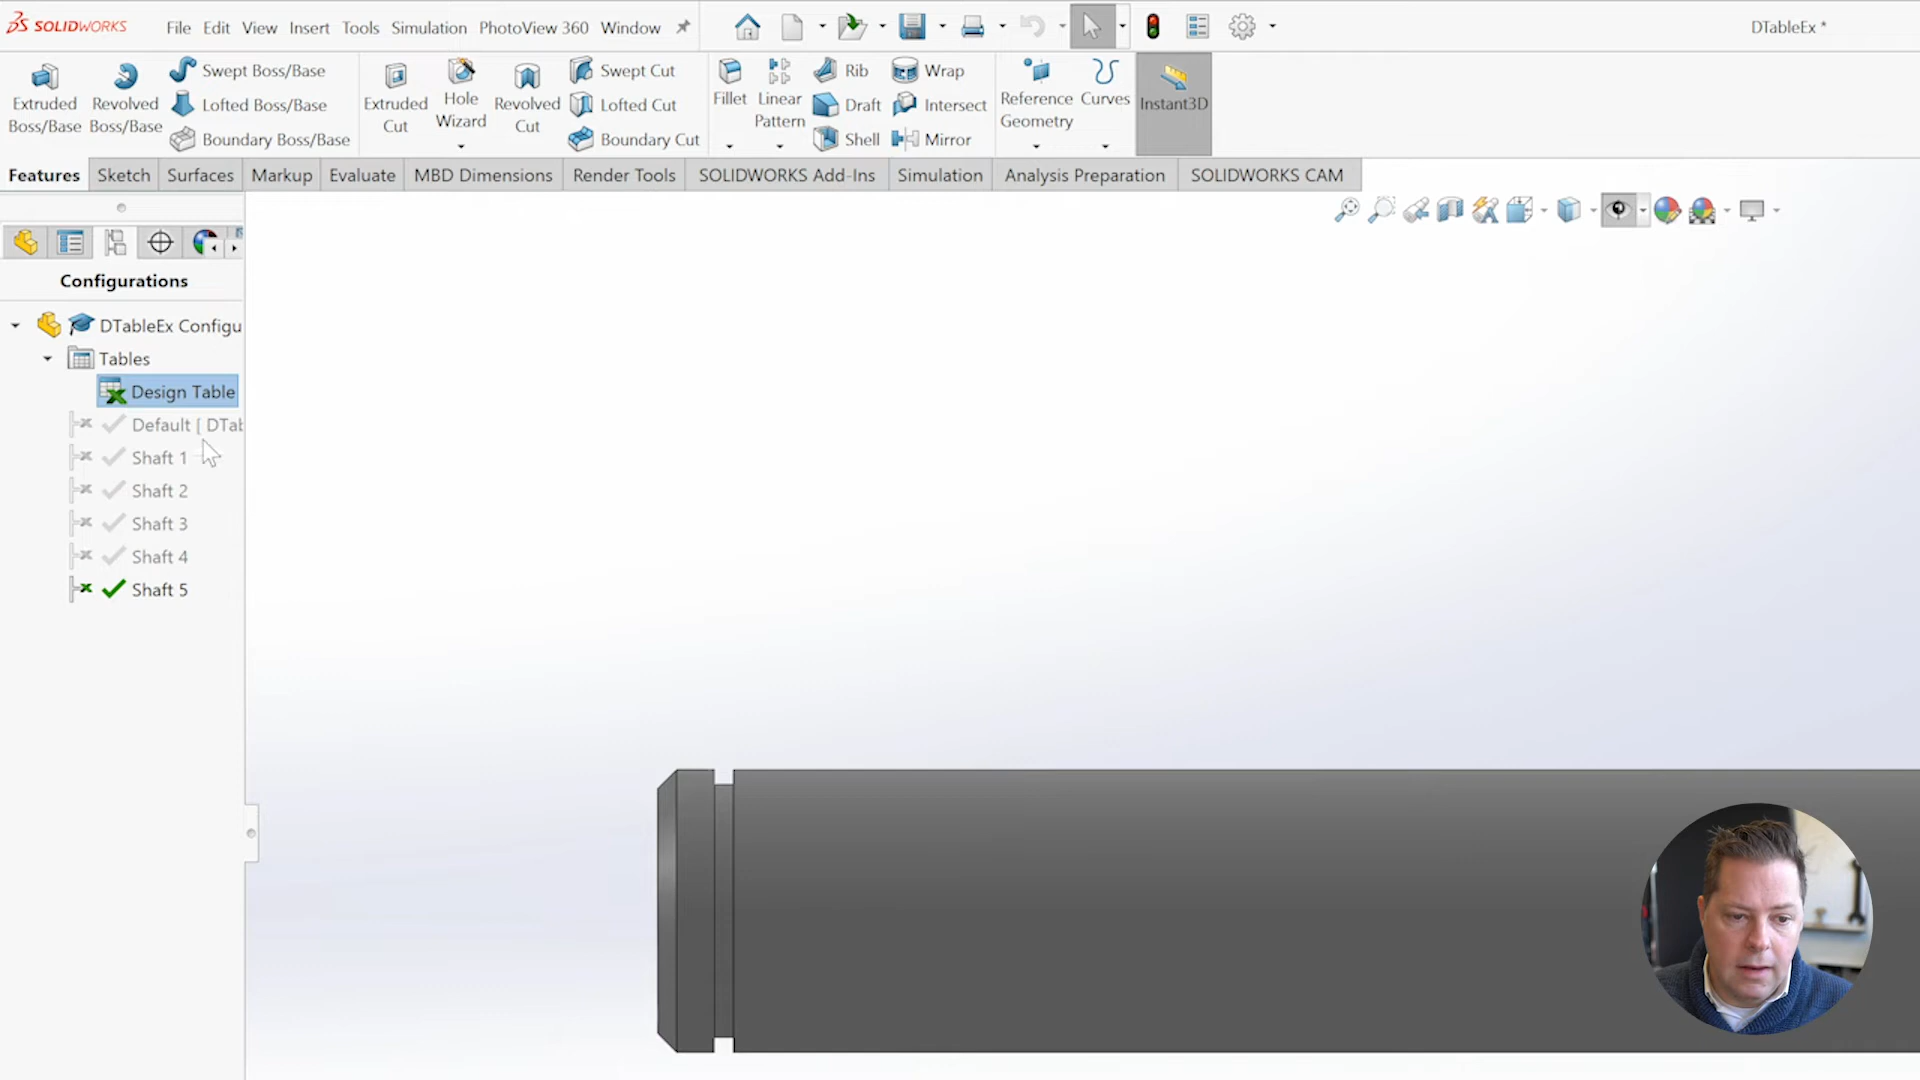 SOLIDWORKS File Edit View Insert Tools Simulation PhotoView 360 Window DTableEx *
Extruded Boss/Base
Revolved Boss/Base
Swept Boss/Base
Lofted Boss/Base
Boundary Boss/Base
Extruded Cut
Hole Wizard
Revolved Cut
Swept Cut
Lofted Cut
Boundary Cut
Fillet
Linear Pattern
Rib
Draft
Shell
Wrap
Intersect
Mirror
Reference Geometry
Curves
Instant3D
Features Sketch Surfaces Markup Evaluate MBD Dimensions Render Tools SOLIDWORKS Add-Ins Simulation Analysis Preparation SOLIDWORKS CAM
Configurations
DTableEx Configu
Tables
Design Table
Default [ DTab
Shaft 1
Shaft 2
Shaft 3
Shaft 4
Shaft 5